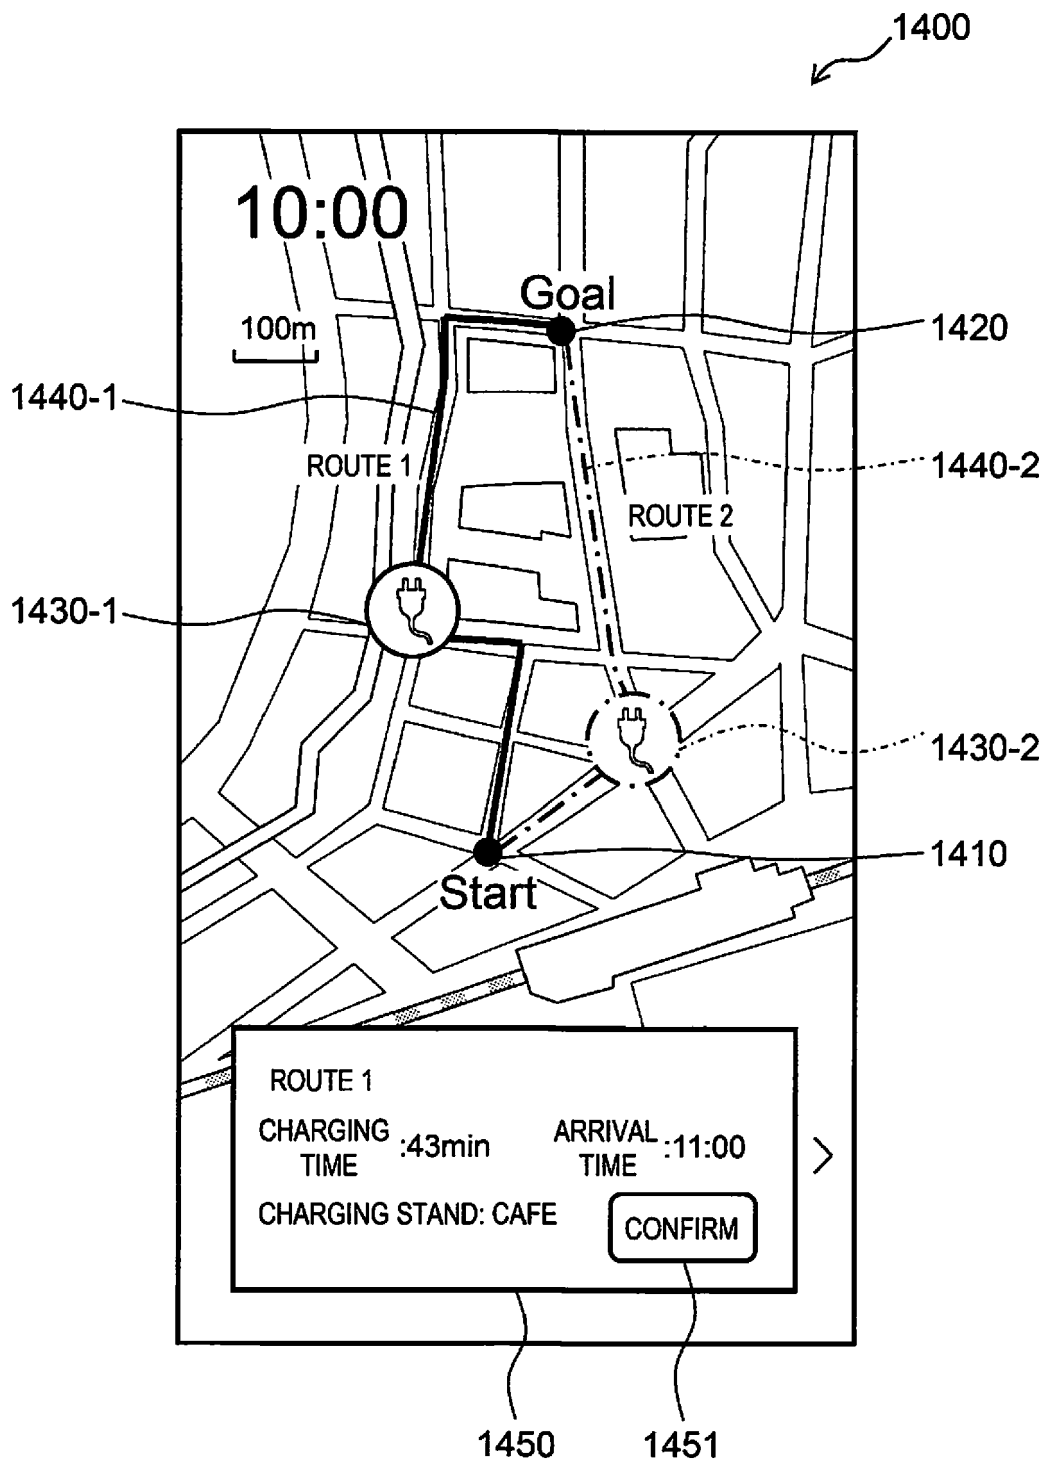 1400
10:00
Goal
100m
1420
1440-1
ROUTE 1
1440-2
ROUTE 2
1430-1
1430-2
1410
Start
ROUTE 1
CHARGING TIME :43min
ARRIVAL TIME :11:00
CHARGING STAND: CAFE
CONFIRM
1450
1451